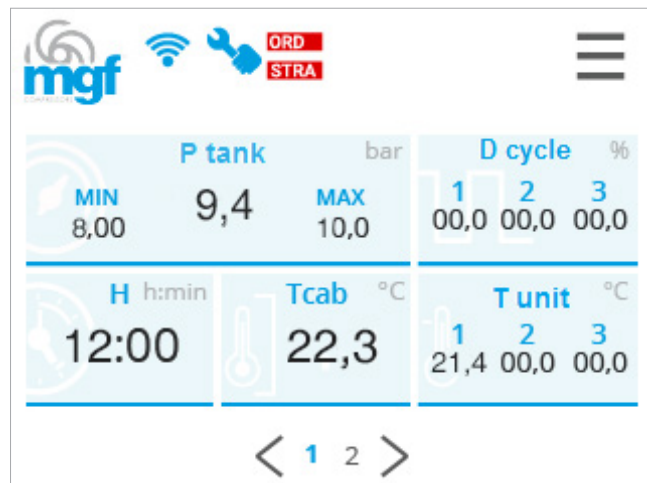 mgf
ORD
STRA
P tank bar
MIN 9,4 MAX
8,00 10,0
D cycle %
1 2 3
00,0 00,0 00,0
H h:min
12:00
Tcab °C
22,3
T unit °C
1 2 3
21,4 00,0 00,0
1 2